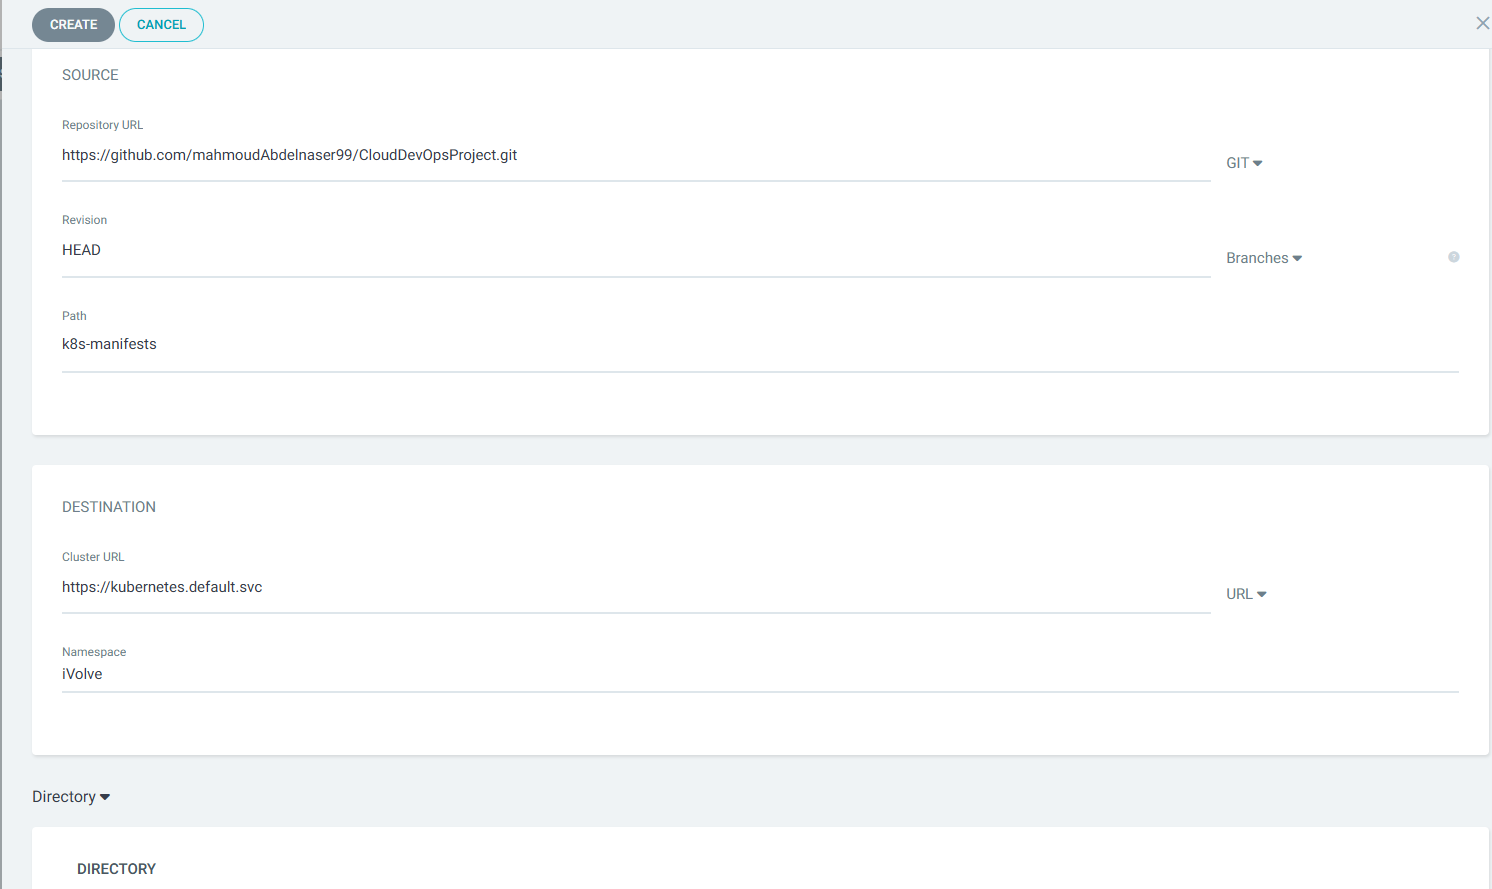 CREATE CANCEL
SOURCE
Repository URL
https://github.com/mahmoudAbdelnaser99/CloudDevOpsProject.git
GIT
Revision
HEAD
Branches
?
Path
k8s-manifests
DESTINATION
Cluster URL
https://kubernetes.default.svc
URL
Namespace
iVolve
Directory
DIRECTORY